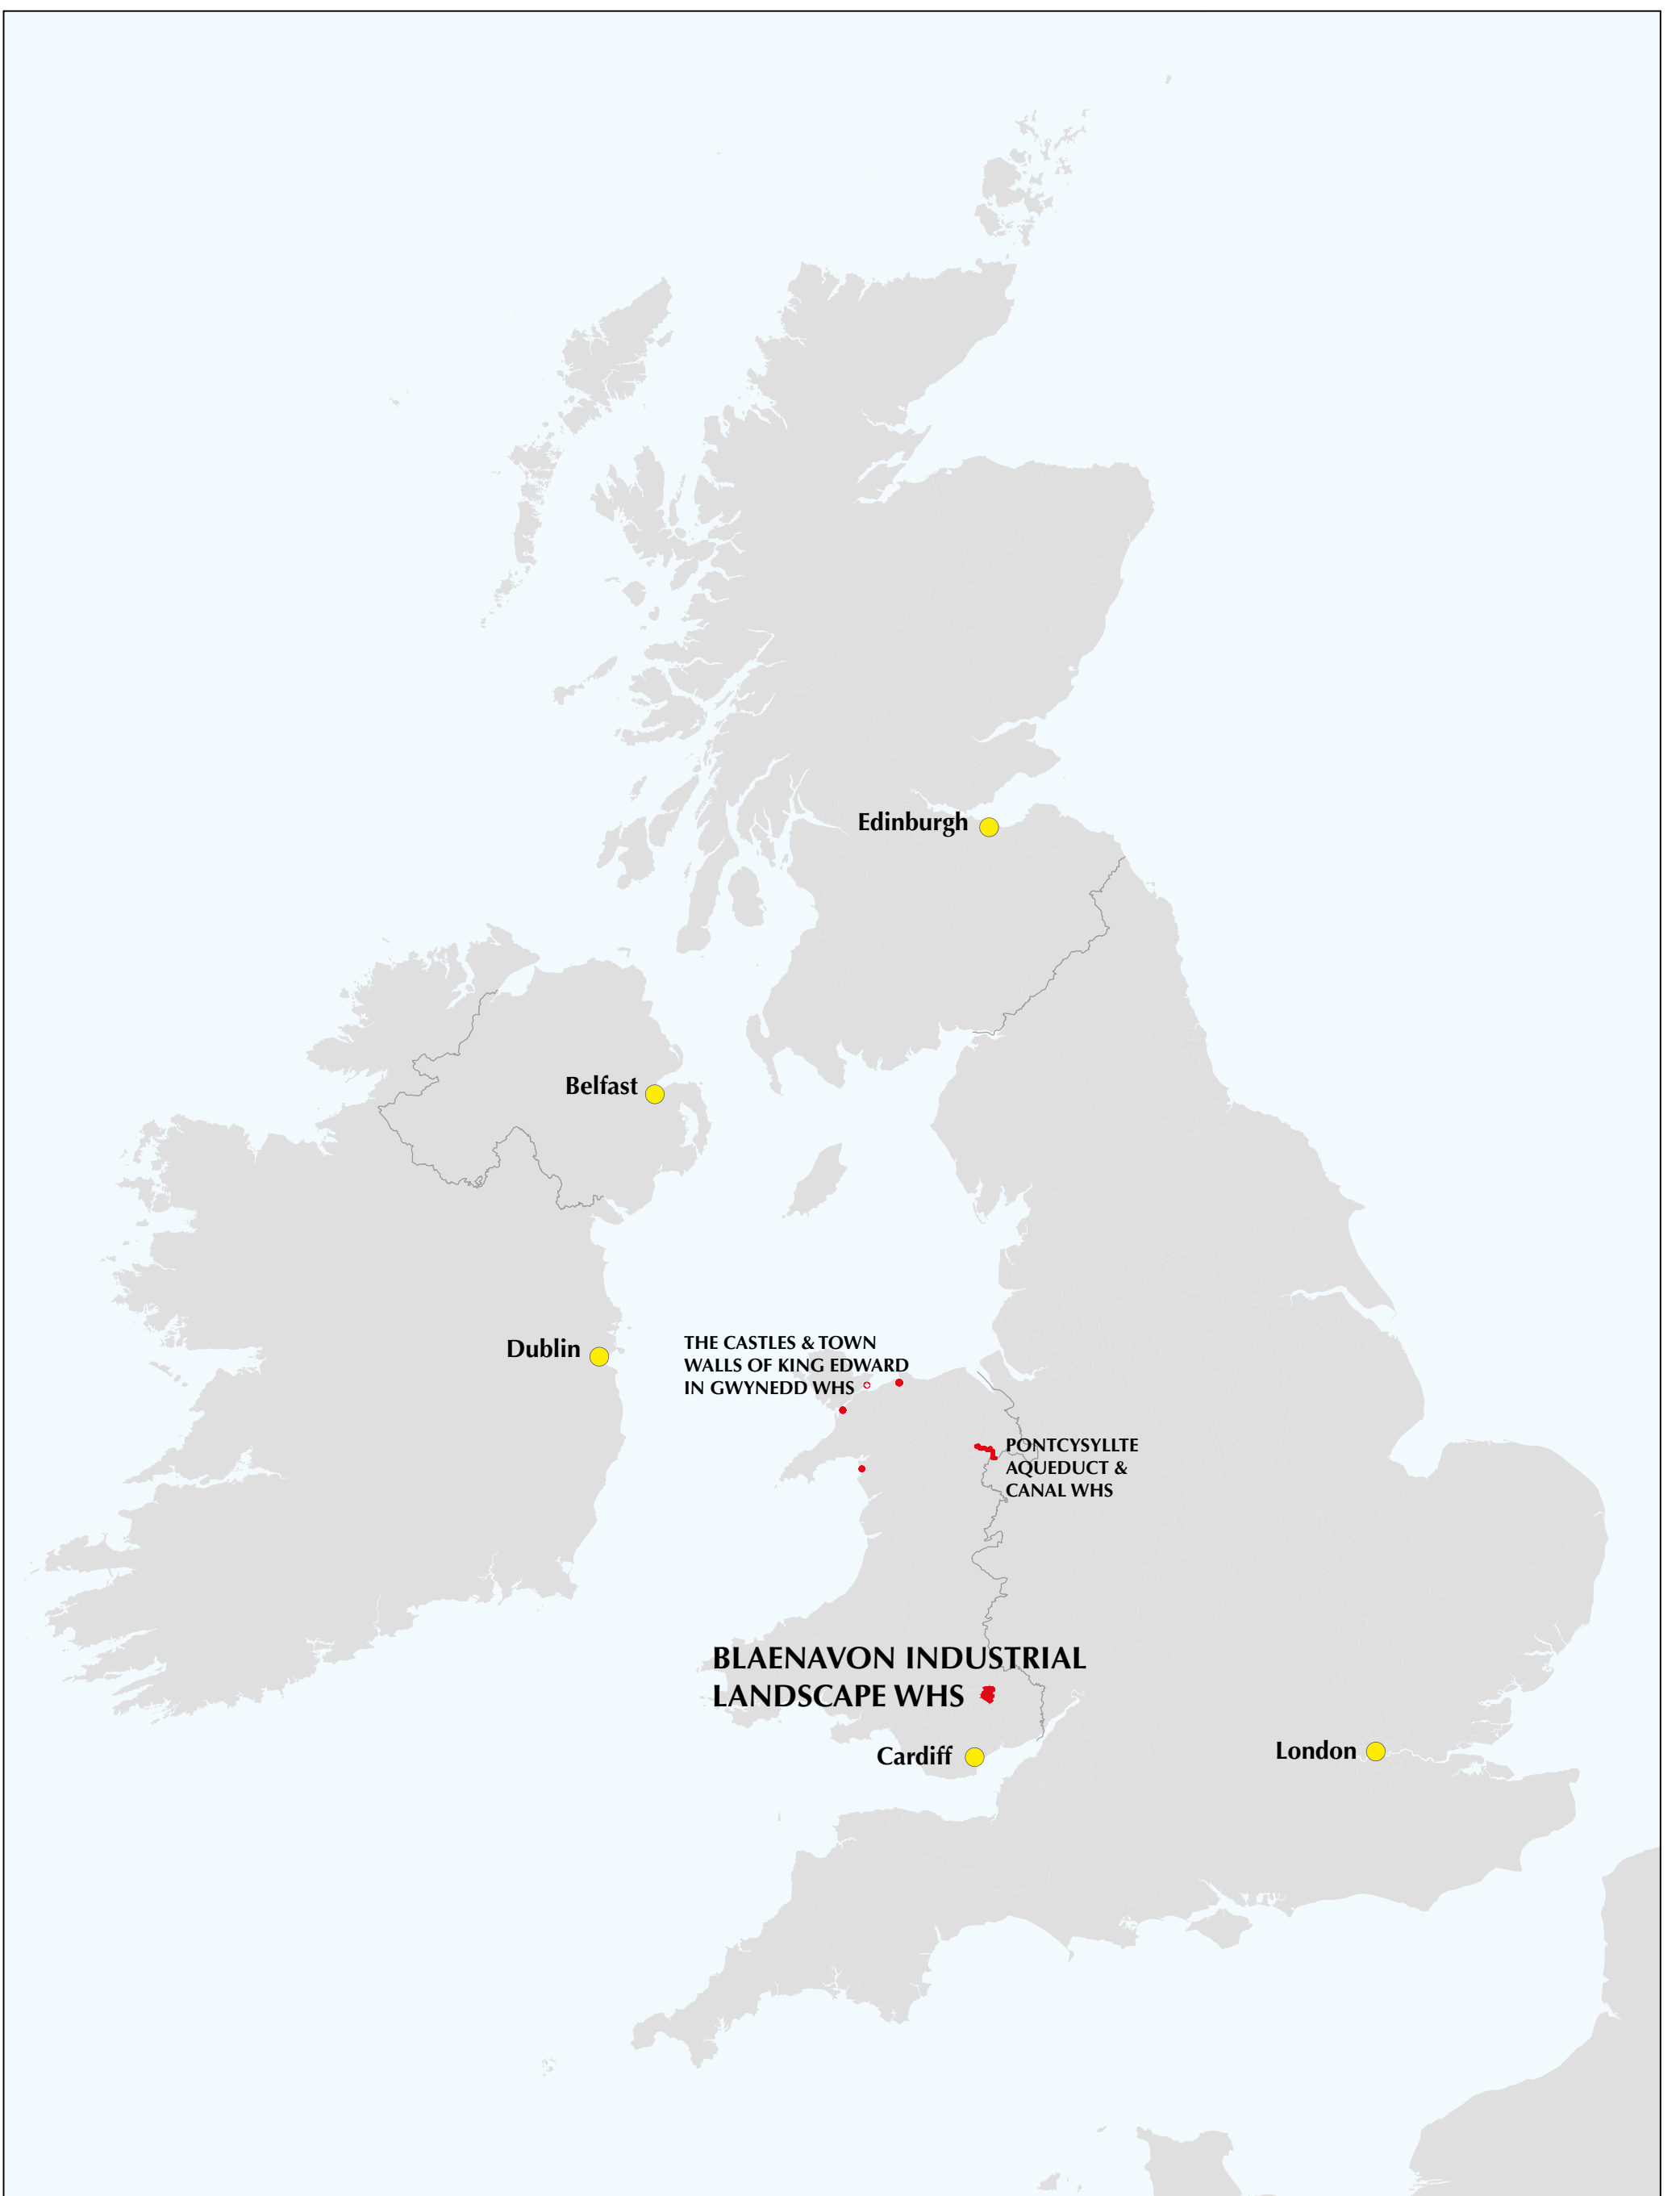 Edinburgh
Belfast
Dublin
THE CASTLES & TOWN
WALLS OF KING EDWARD
IN GWYNEDD WHS
PONTCYSYLLTE
AQUEDUCT &
CANAL WHS
BLAENAVON INDUSTRIAL
LANDSCAPE WHS
Cardiff
London